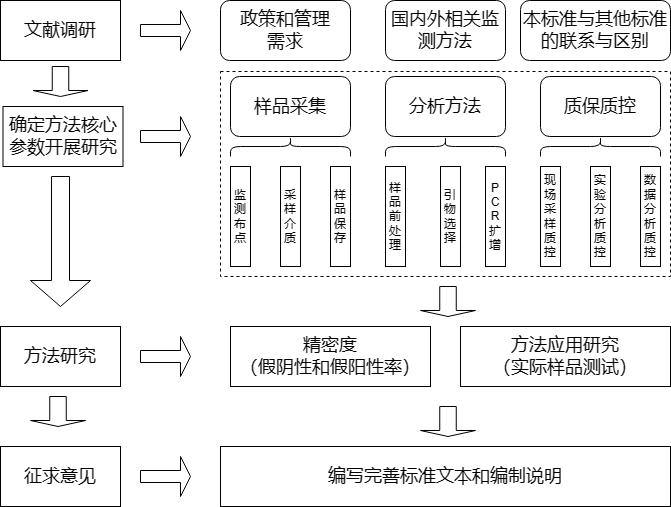 文献调研
政策和管理
需求
国内外相关监
测方法
本标准与其他标准
的联系与区别
确定方法核心
参数开展研究
样品采集
分析方法
质保质控
监测布点
采样介质
样品保存
样品前处理
引物选择
PCR扩增
现场采样质控
实验分析质控
数据分析质控
方法研究
精密度
（假阴性和假阳性率）
方法应用研究
（实际样品测试）
征求意见
编写完善标准文本和编制说明